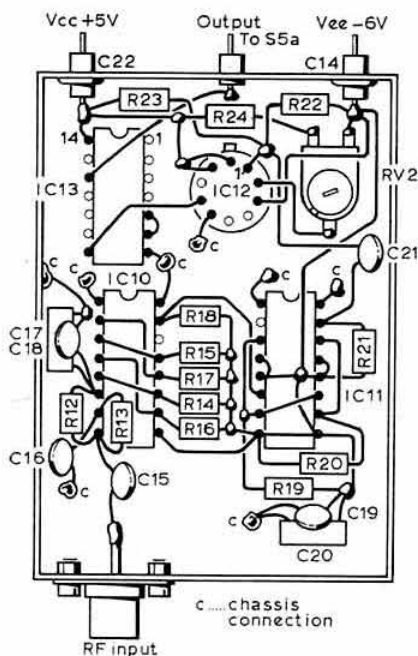 Vcc+5V
Output
To S5a
Vee-6V
C22
C14
R23
R24
R22
14
1
IC13
1
IC12
11
RV2
c
c
C21
IC10
c
c
c
c
C17
C18
R18
R15
R17
R14
R16
R12
R13
R21
IC11
C16
c
C15
R20
R19
C19
c
C20
c.....chassis
connection
RF input